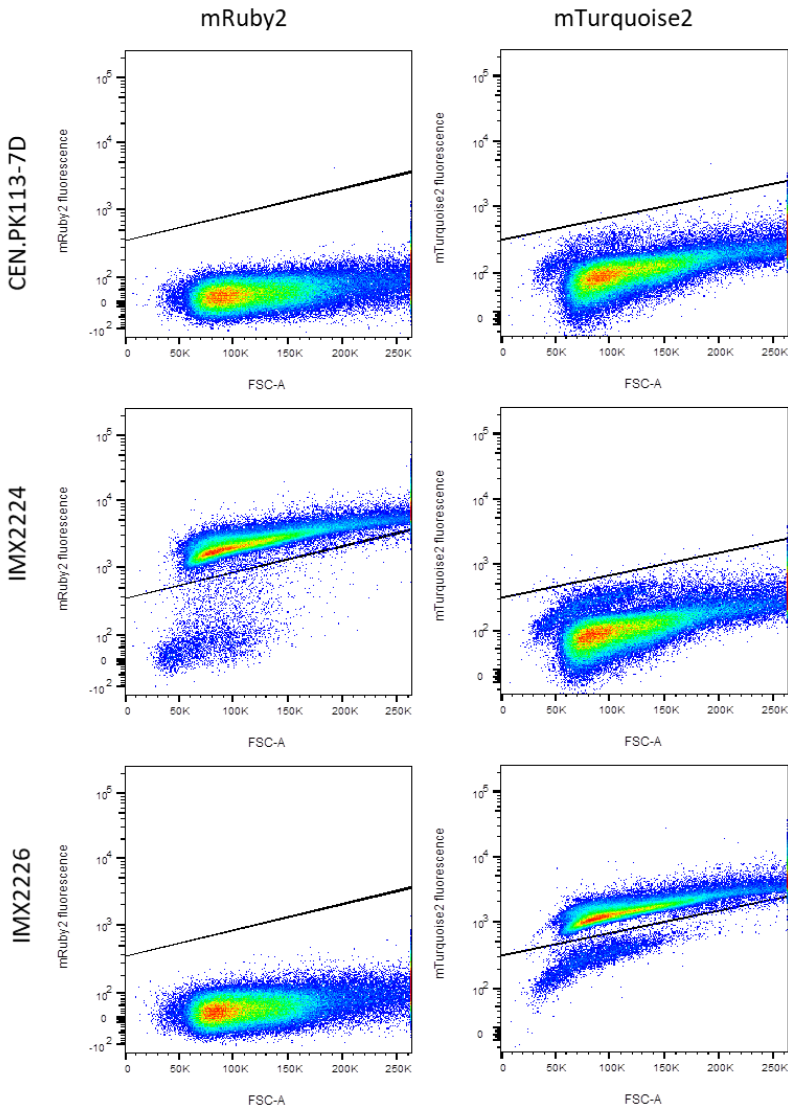 mRuby2 mTurquoise2
CEN.PK113-7D
mRuby2 fluorescence
10^5
10^4
10^3
10^2
0
-10^2
0 50K 100K 150K 200K 250K
FSC-A
mTurquoise2 fluorescence
10^5
10^4
10^3
10^2
0
0 50K 100K 150K 200K 250K
FSC-A
IMX2224
mRuby2 fluorescence
10^5
10^4
10^3
10^2
0
-10^2
0 50K 100K 150K 200K 250K
FSC-A
mTurquoise2 fluorescence
10^5
10^4
10^3
10^2
0
0 50K 100K 150K 200K 250K
FSC-A
IMX2226
mRuby2 fluorescence
10^5
10^4
10^3
10^2
0
-10^2
0 50K 100K 150K 200K 250K
FSC-A
mTurquoise2 fluorescence
10^5
10^4
10^3
10^2
0
0 50K 100K 150K 200K 250K
FSC-A